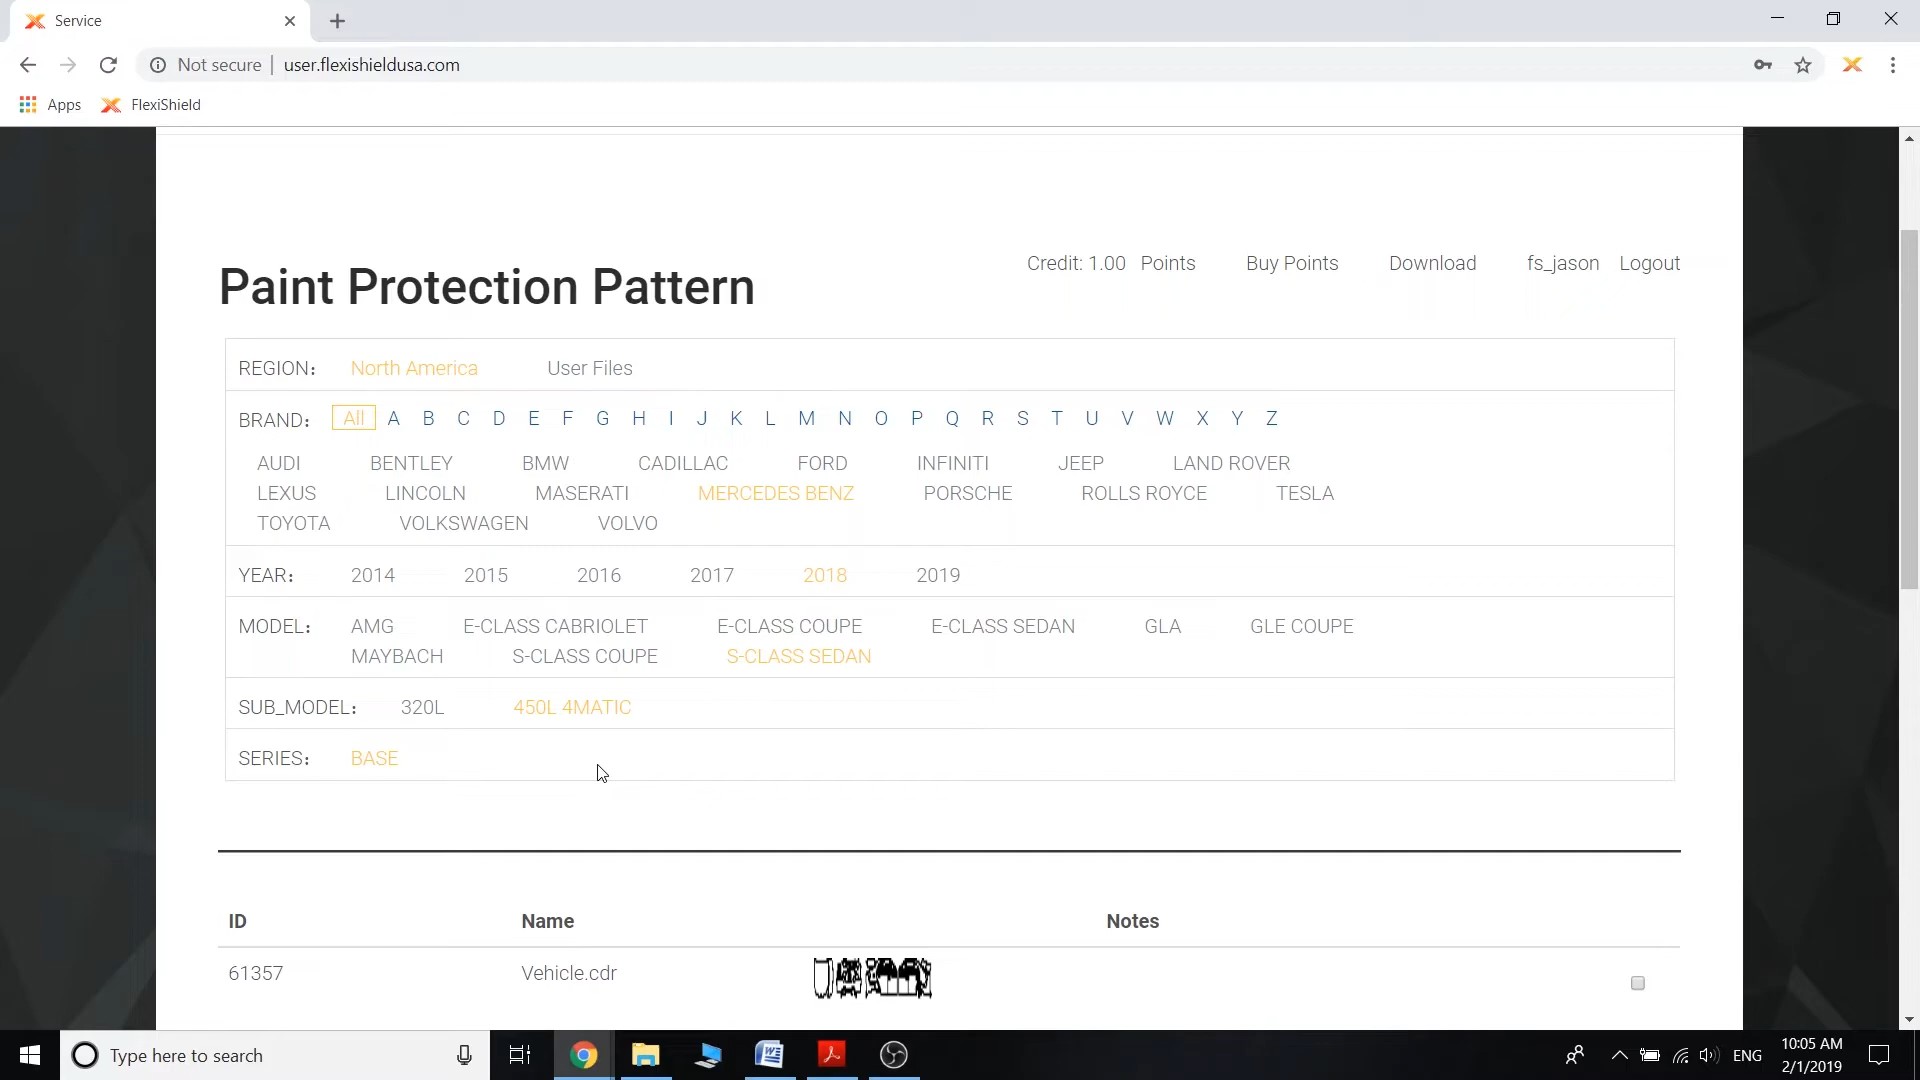 Service
Not secure | user.flexishieldusa.com
Apps FlexiShield
Credit: 1.00 Points Buy Points Download fs_jason Logout
Paint Protection Pattern
REGION: North America User Files
BRAND: All A B C D E F G H I J K L M N O P Q R S T U V W X Y Z
AUDI BENTLEY BMW CADILLAC FORD INFINITI JEEP LAND ROVER
LEXUS LINCOLN MASERATI MERCEDES BENZ PORSCHE ROLLS ROYCE TESLA
TOYOTA VOLKSWAGEN VOLVO
YEAR: 2014 2015 2016 2017 2018 2019
MODEL: AMG E-CLASS CABRIOLET E-CLASS COUPE E-CLASS SEDAN GLA GLE COUPE
MAYBACH S-CLASS COUPE S-CLASS SEDAN
SUB_MODEL: 320L 450L 4MATIC
SERIES: BASE
ID Name Notes
61357 Vehicle.cdr
Type here to search
ENG
10:05 AM
2/1/2019